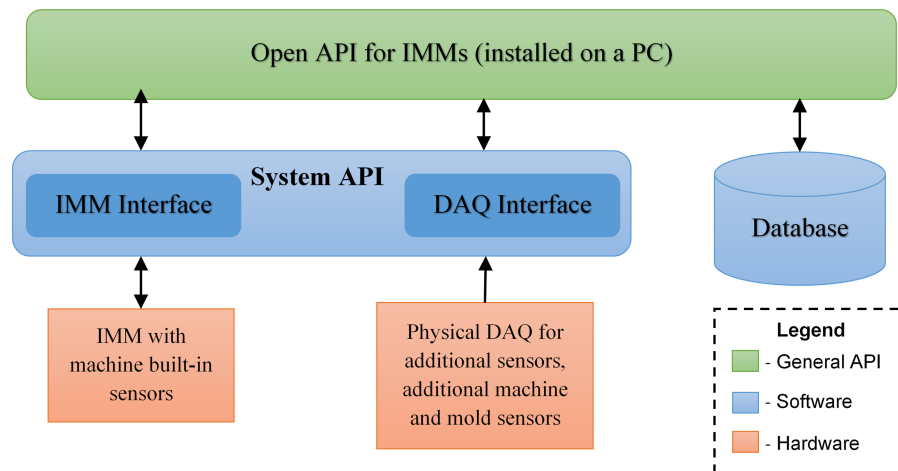 Open API for IMMs (installed on a PC)
System API
IMM Interface
DAQ Interface
Database
IMM with
machine built-in
sensors
Physical DAQ for
additional sensors,
additional machine
and mold sensors
Legend
- General API
- Software
- Hardware